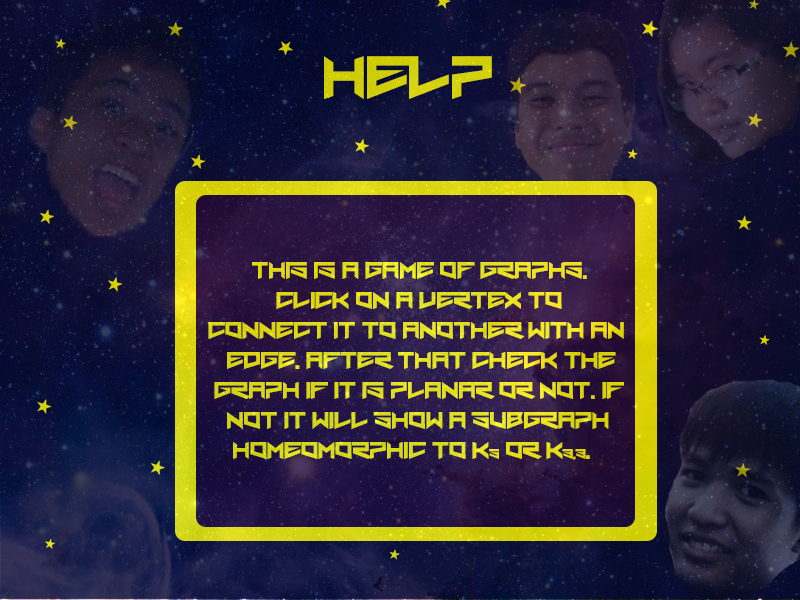 HELP
THIS IS A GAME OF GRAPHS.
CLICK ON A VERTEX TO
CONNECT IT TO ANOTHER WITH AN
EDGE. AFTER THAT CHECK THE
GRAPH IF IT IS PLANAR OR NOT. IF
NOT IT WILL SHOW A SUBGRAPH
HOMEOMORPHIC TO K₅ OR K₃,₃.